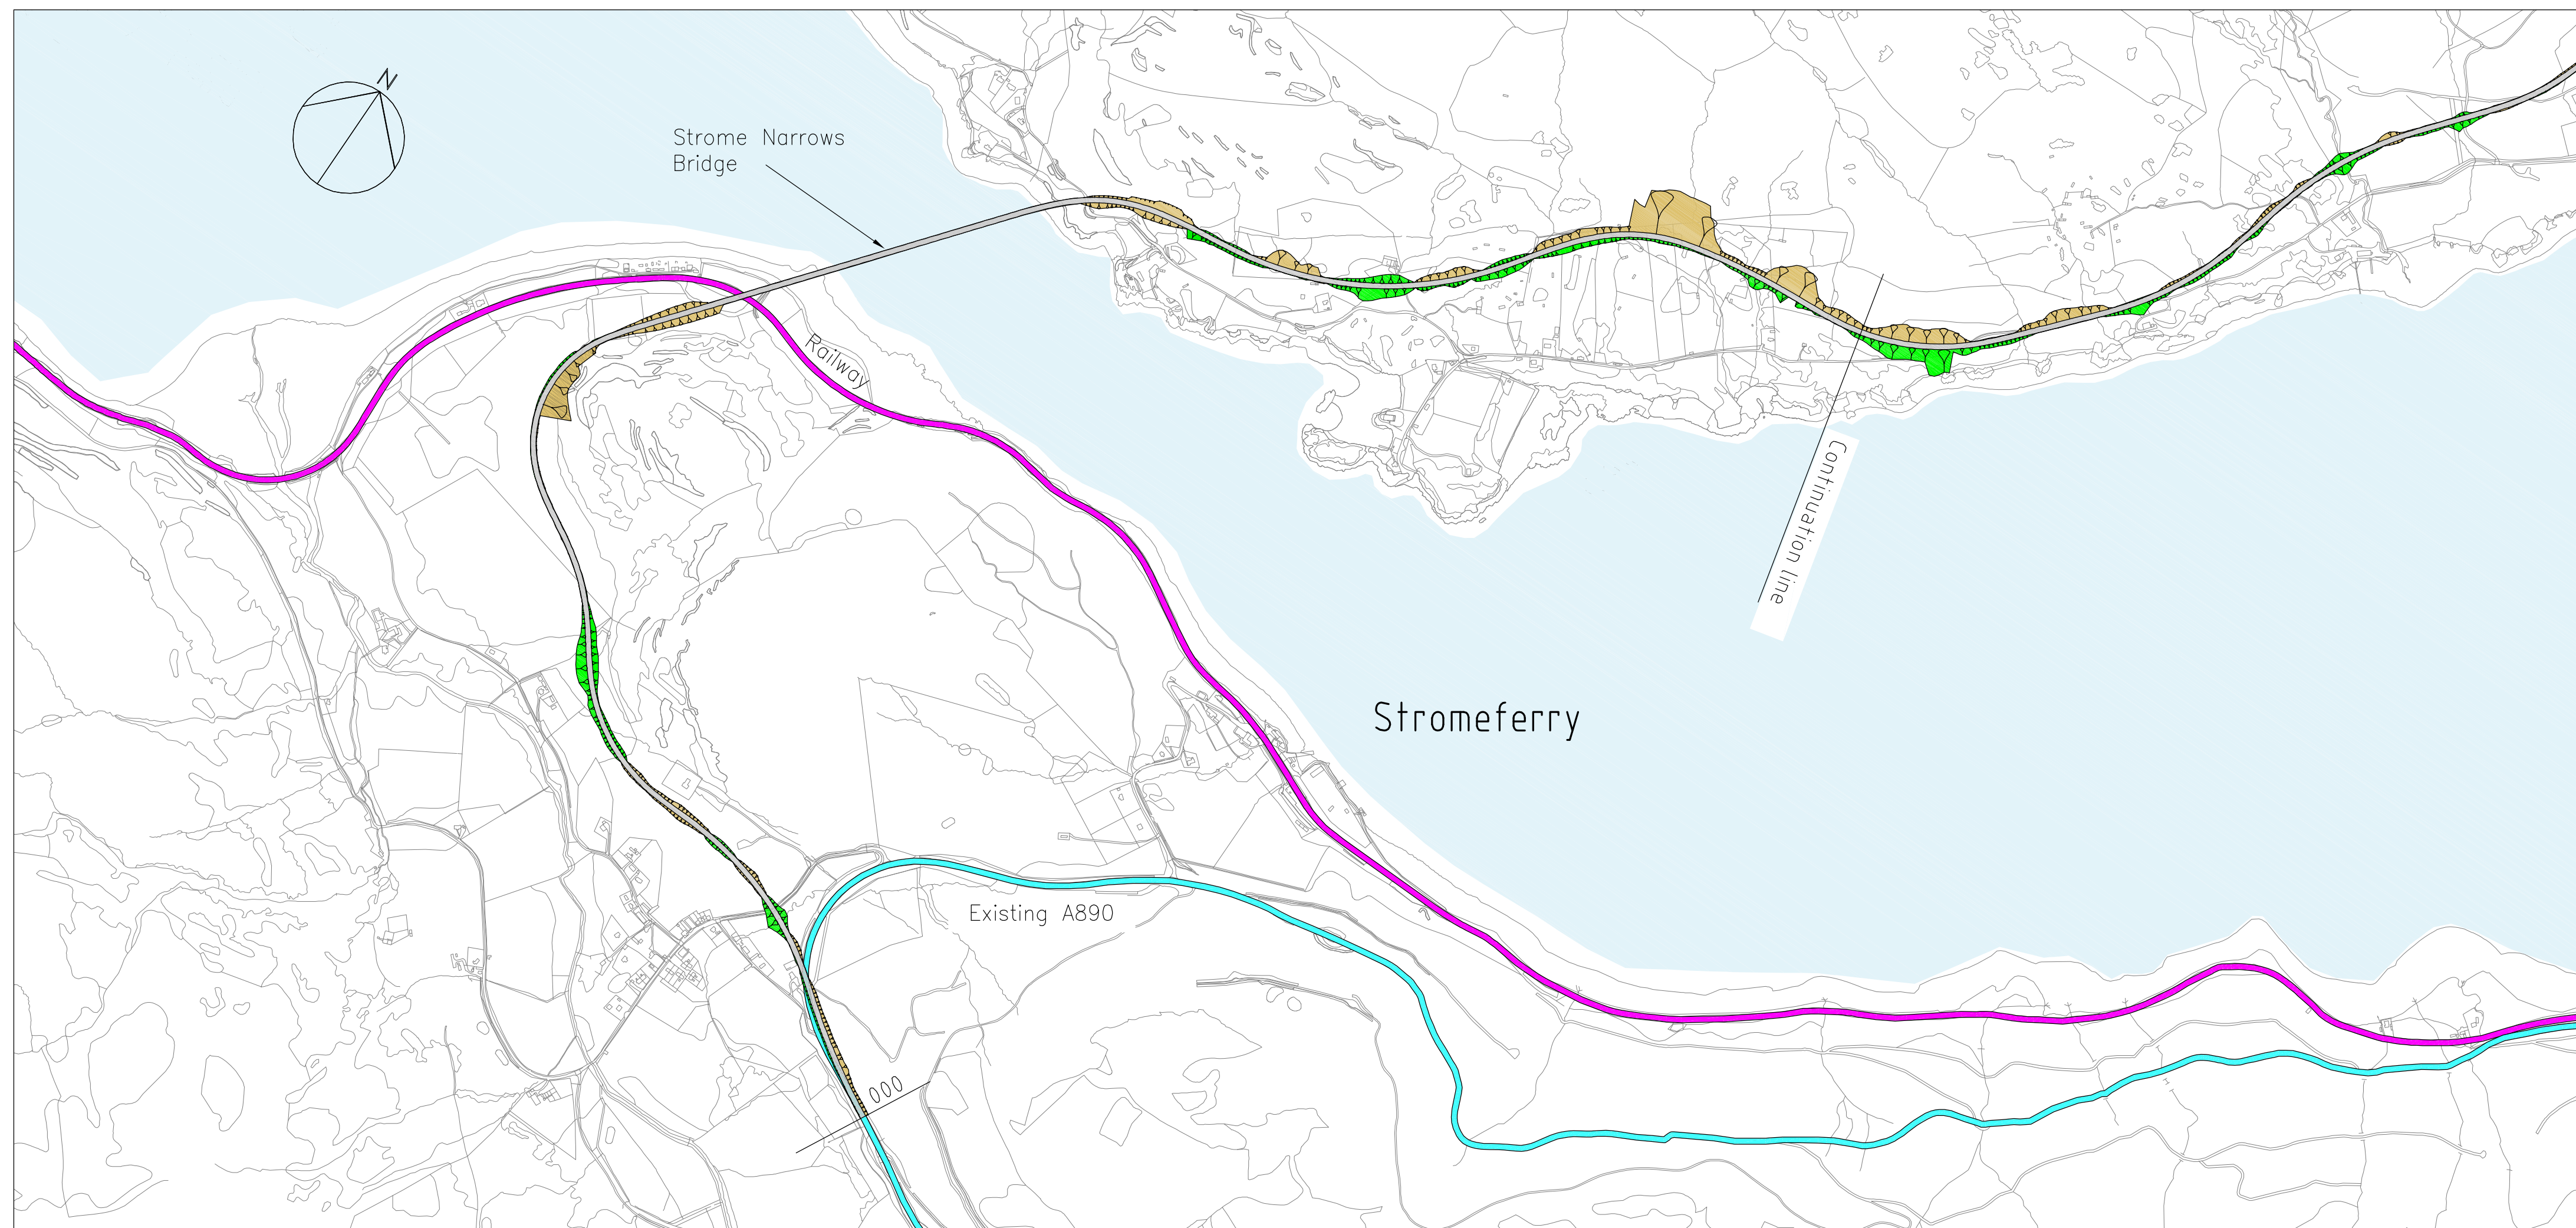 N
Strome Narrows
Bridge
Railway
Continuation line
Stromeferry
Existing A890
000